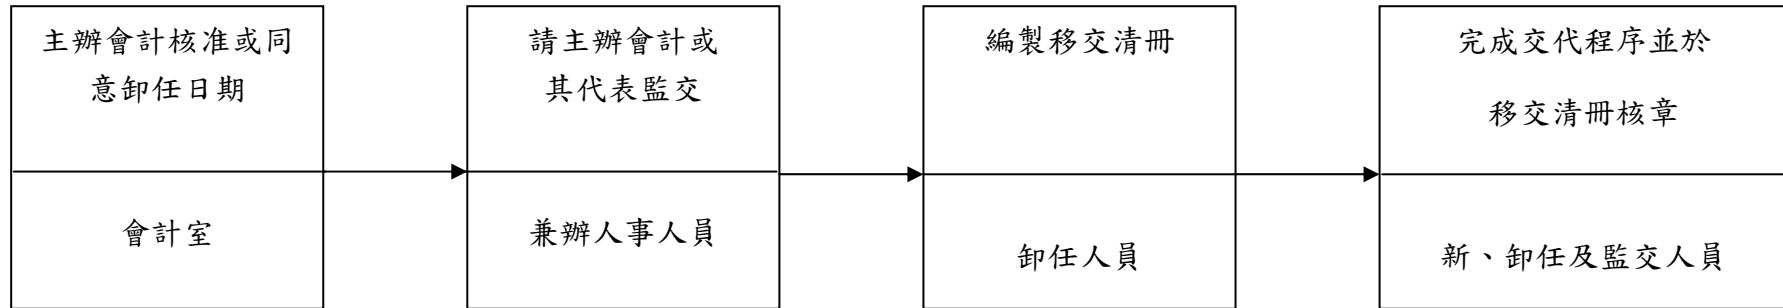 主辦會計核准或同
意卸任日期
會計室
請主辦會計或
其代表監交
兼辦人事人員
編製移交清冊
卸任人員
完成交代程序並於
移交清冊核章
新、卸任及監交人員